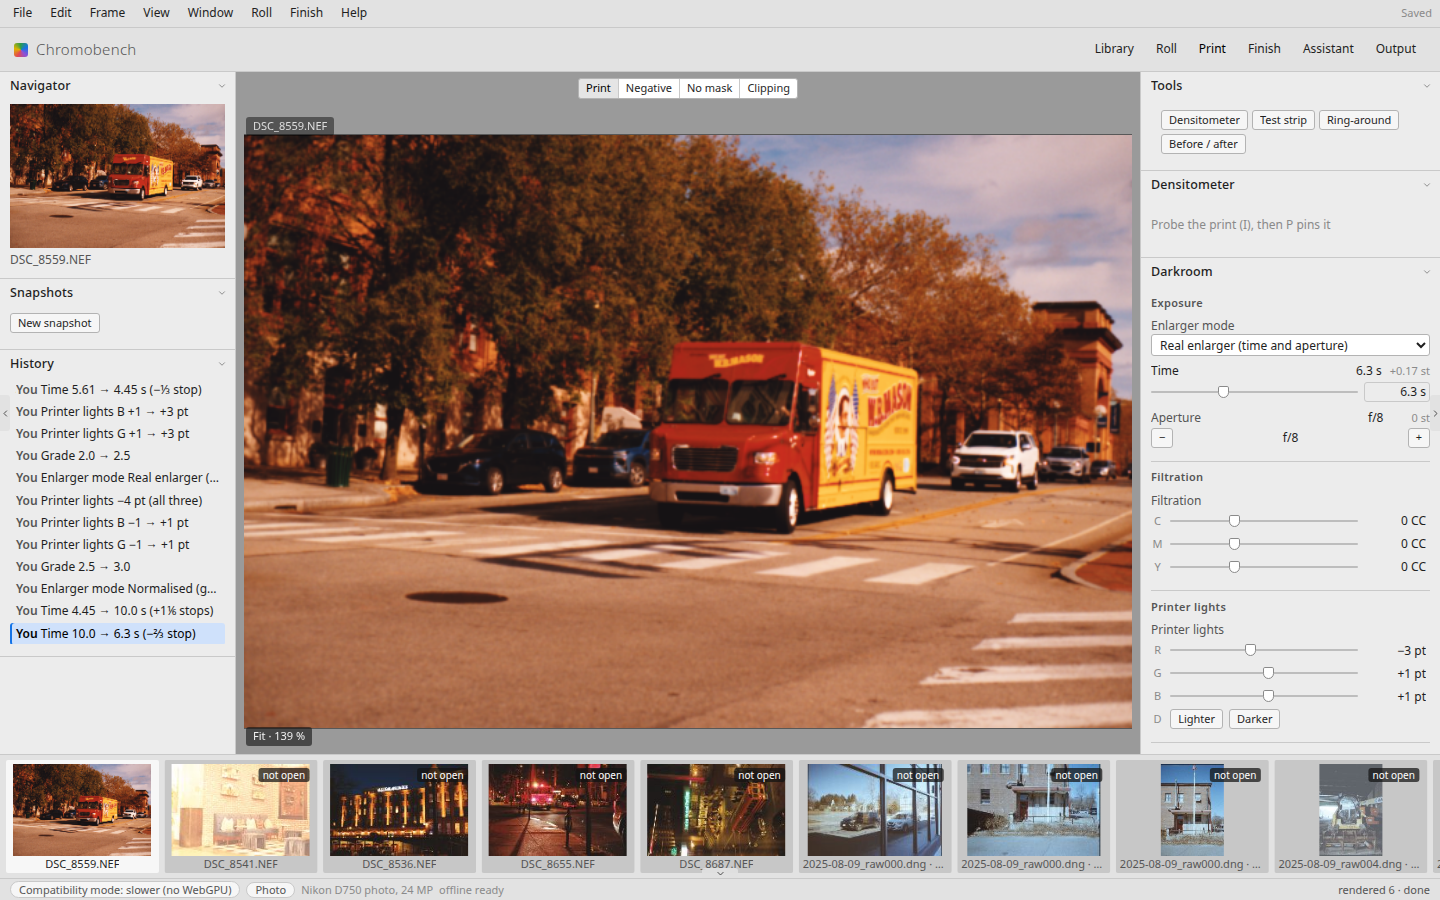 File Edit Frame View Window Roll Finish Help
Saved
Chromobench
Library Roll Print Finish Assistant Output
Navigator
DSC_8559.NEF
Snapshots
New snapshot
History
You Time 5.61 → 4.45 s (−⅓ stop)
You Printer lights B +1 → +3 pt
You Printer lights G +1 → +3 pt
You Grade 2.0 → 2.5
You Enlarger mode Real enlarger (...
You Printer lights −4 pt (all three)
You Printer lights B −1 → +1 pt
You Printer lights G −1 → +1 pt
You Grade 2.5 → 3.0
You Enlarger mode Normalised (g...
You Time 4.45 → 10.0 s (+1⅙ stops)
You Time 10.0 → 6.3 s (−⅔ stop)
Print Negative No mask Clipping
DSC_8559.NEF
Fit · 139 %
Tools
Densitometer Test strip Ring-around
Before / after
Densitometer
Probe the print (I), then P pins it
Darkroom
Exposure
Enlarger mode
Real enlarger (time and aperture)
Time 6.3 s +0.17 st
6.3 s
Aperture f/8 0 st
− f/8 +
Filtration
Filtration
C 0 CC
M 0 CC
Y 0 CC
Printer lights
Printer lights
R −3 pt
G +1 pt
B +1 pt
D Lighter Darker
not open not open not open not open not open not open not open not open
DSC_8559.NEF DSC_8541.NEF DSC_8536.NEF DSC_8655.NEF DSC_8687.NEF 2025-08-09_raw000.dng · ... 2025-08-09_raw000.dng · ... 2025-08-09_raw000.dng · ... 2025-08-09_raw004.dng · ...
Compatibility mode: slower (no WebGPU) Photo Nikon D750 photo, 24 MP offline ready
rendered 6 · done